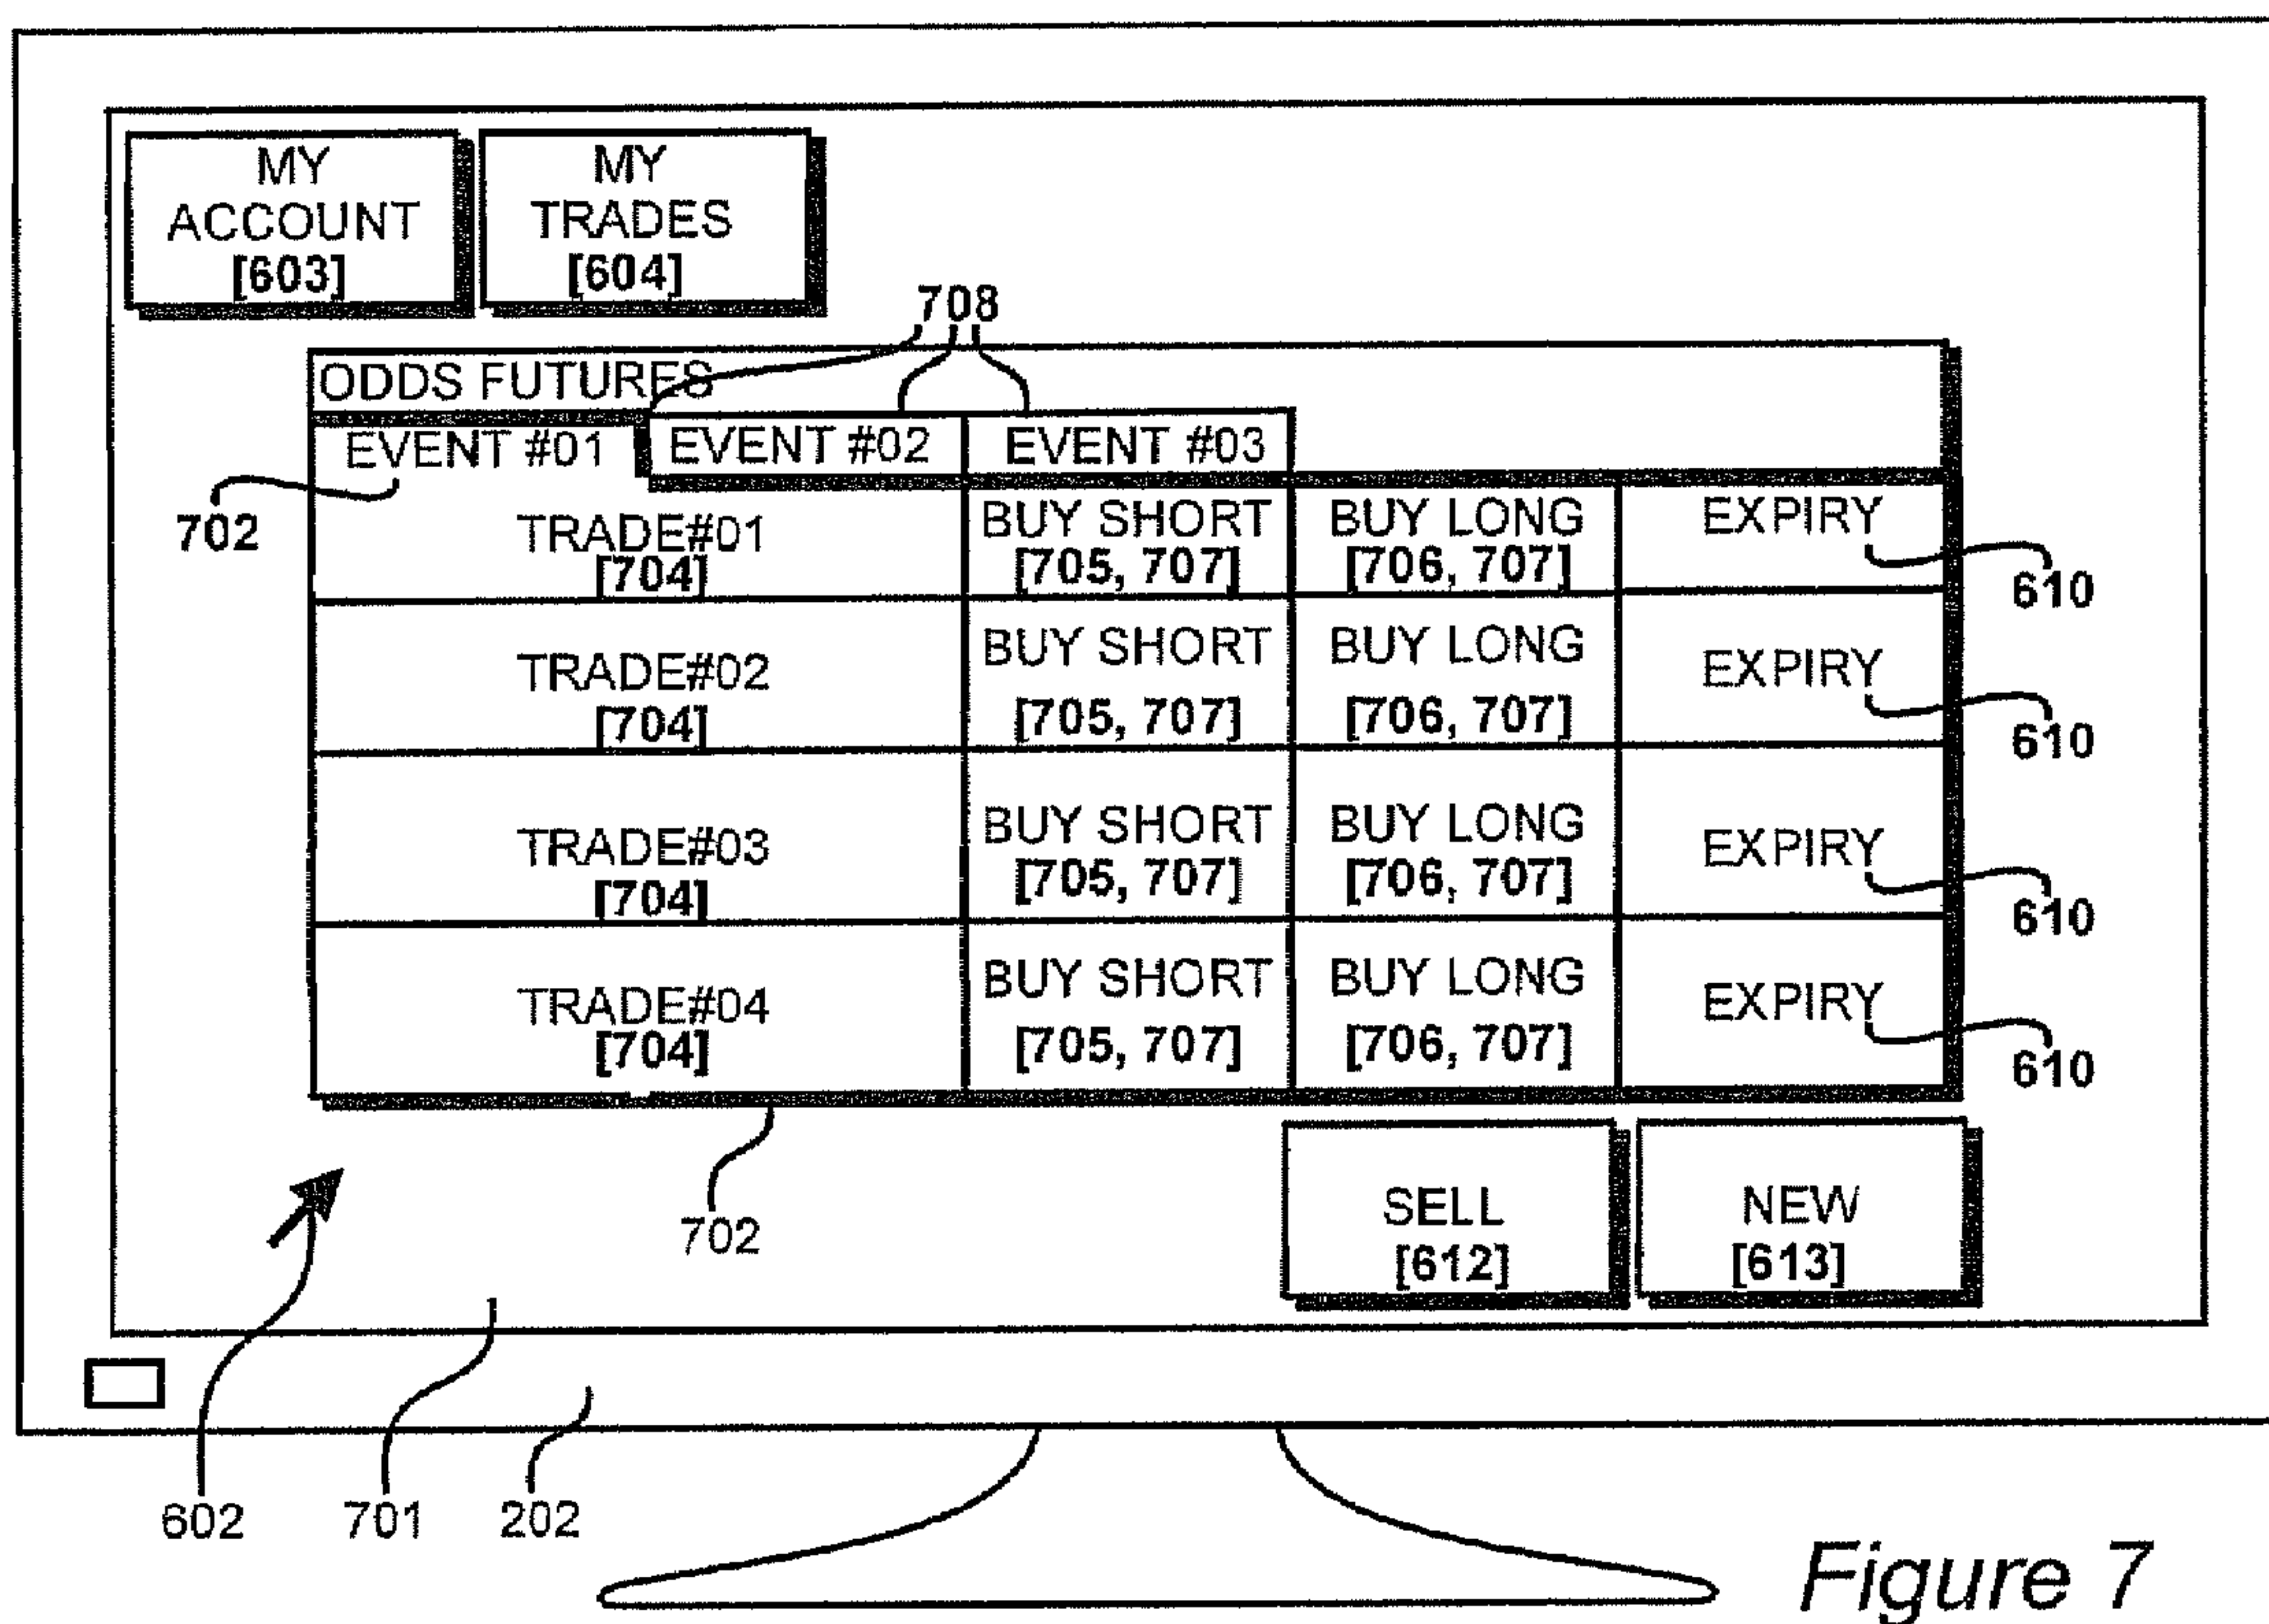 MY
ACCOUNT
[603]
MY
TRADES
[604]
708
ODDS FUTURES
EVENT #01
EVENT #02
EVENT #03
702
TRADE#01
[704]
BUY SHORT
[705, 707]
BUY LONG
[706, 707]
EXPIRY
610
TRADE#02
[704]
BUY SHORT
[705, 707]
BUY LONG
[706, 707]
EXPIRY
610
TRADE#03
[704]
BUY SHORT
[705, 707]
BUY LONG
[706, 707]
EXPIRY
610
TRADE#04
[704]
BUY SHORT
[705, 707]
BUY LONG
[706, 707]
EXPIRY
610
702
SELL
[612]
NEW
[613]
602
701
202
Figure 7